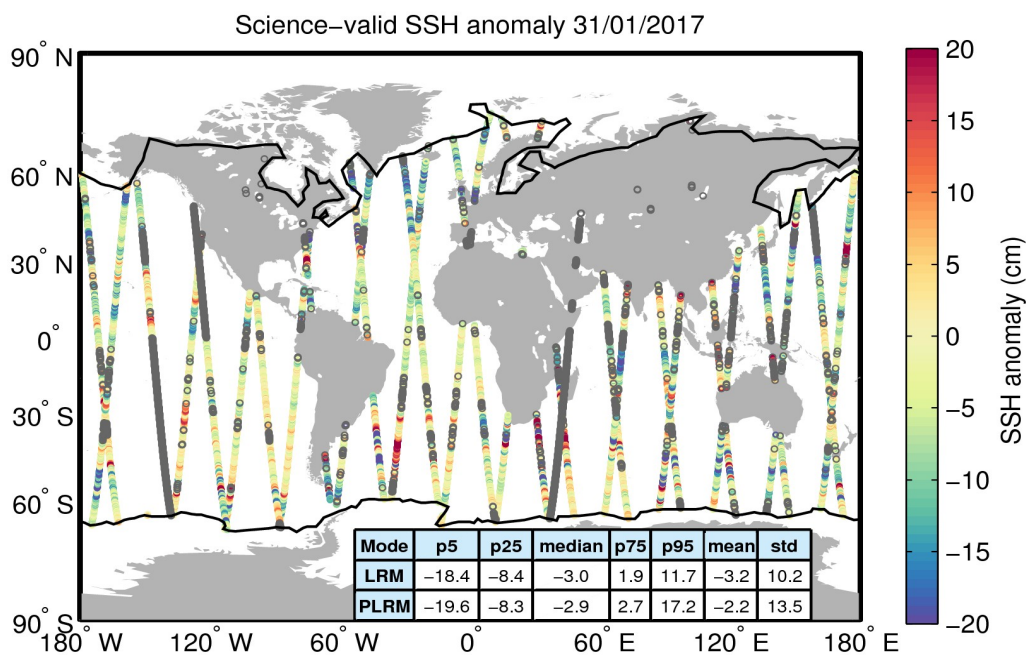 Science−valid SSH anomaly 31/01/2017
90° N
60° N
30° N
0°
30° S
60° S
90° S
180° W
120° W
60° W
0°
60° E
120° E
180° E
Mode p5 p25 median p75 p95 mean std
LRM −18.4 −8.4 −3.0 1.9 11.7 −3.2 10.2
PLRM −19.6 −8.3 −2.9 2.7 17.2 −2.2 13.5
20
15
10
5
0
−5
−10
−15
−20
SSH anomaly (cm)